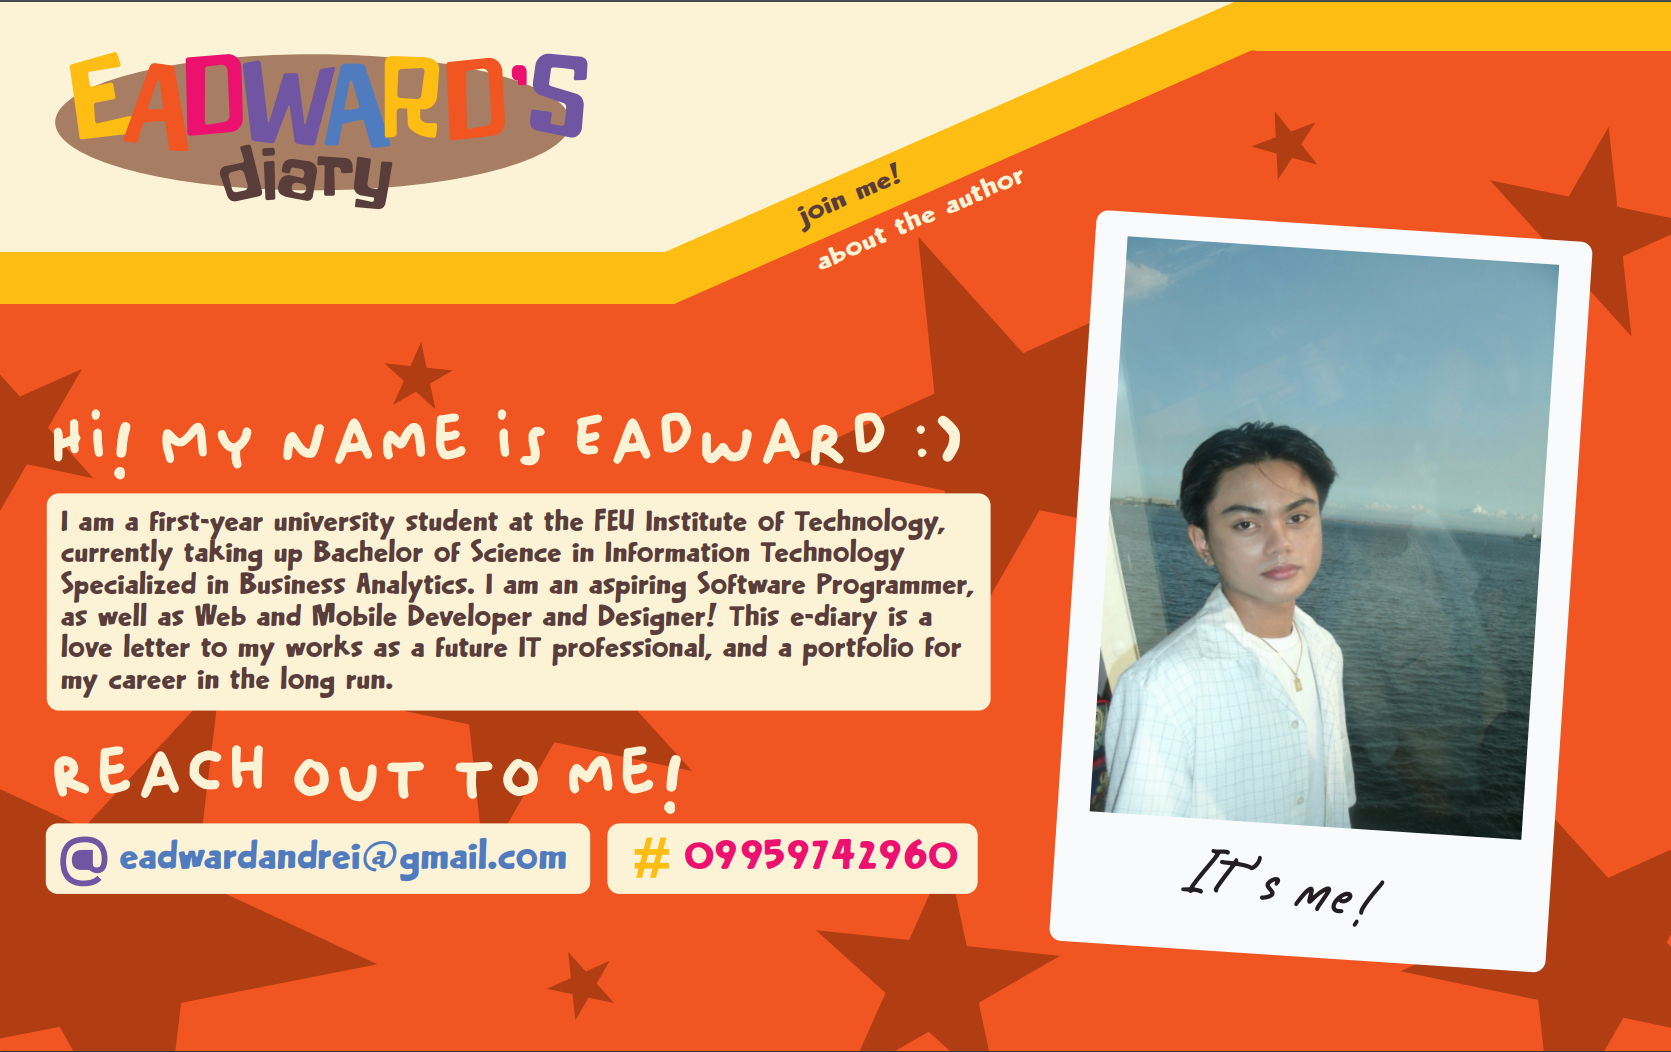 EADWARD'S
diary
join me!
about the author
Hi! MY NAME iS EADWARD :)
I am a first-year university student at the FEU Institute of Technology,
currently taking up Bachelor of Science in Information Technology
Specialized in Business Analytics. I am an aspiring Software Programmer,
as well as Web and Mobile Developer and Designer! This e-diary is a
love letter to my works as a future IT professional, and a portfolio for
my career in the long run.
REACH OUT TO ME!
@ eadwardandrei@gmail.com
# 09959742960
IT's me!